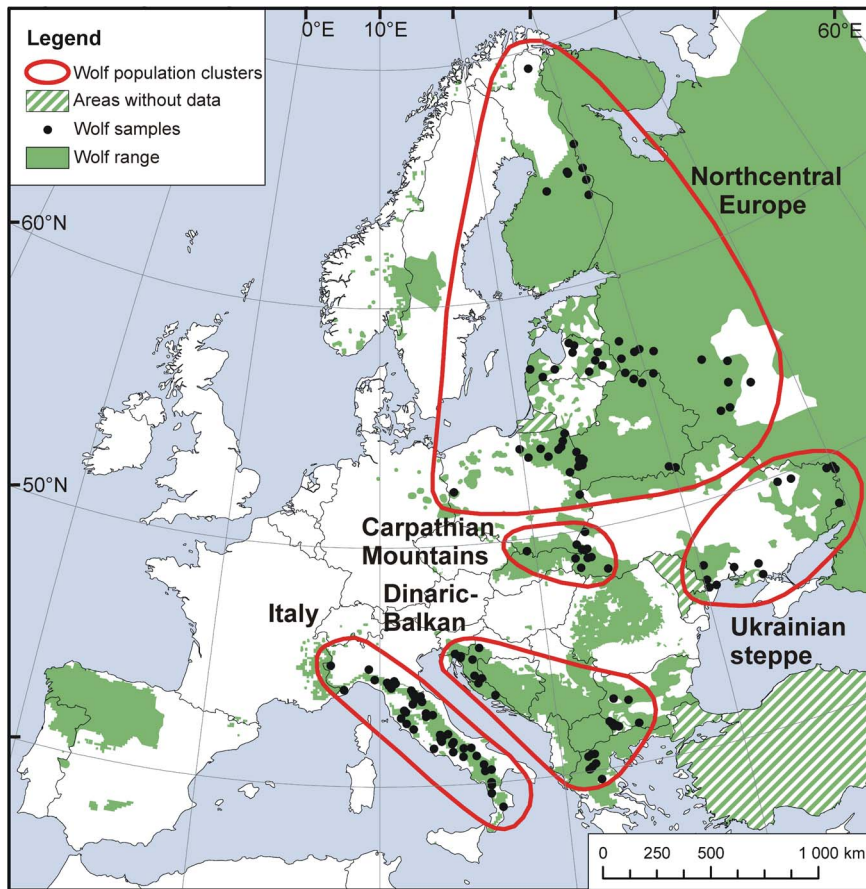 0°E 10°E 60°E
Legend
Wolf population clusters
Areas without data
Wolf samples
Wolf range
60°N
50°N
Northcentral
Europe
Carpathian
Mountains
Dinaric-
Balkan
Italy
Ukrainian
steppe
0 250 500 1 000 km